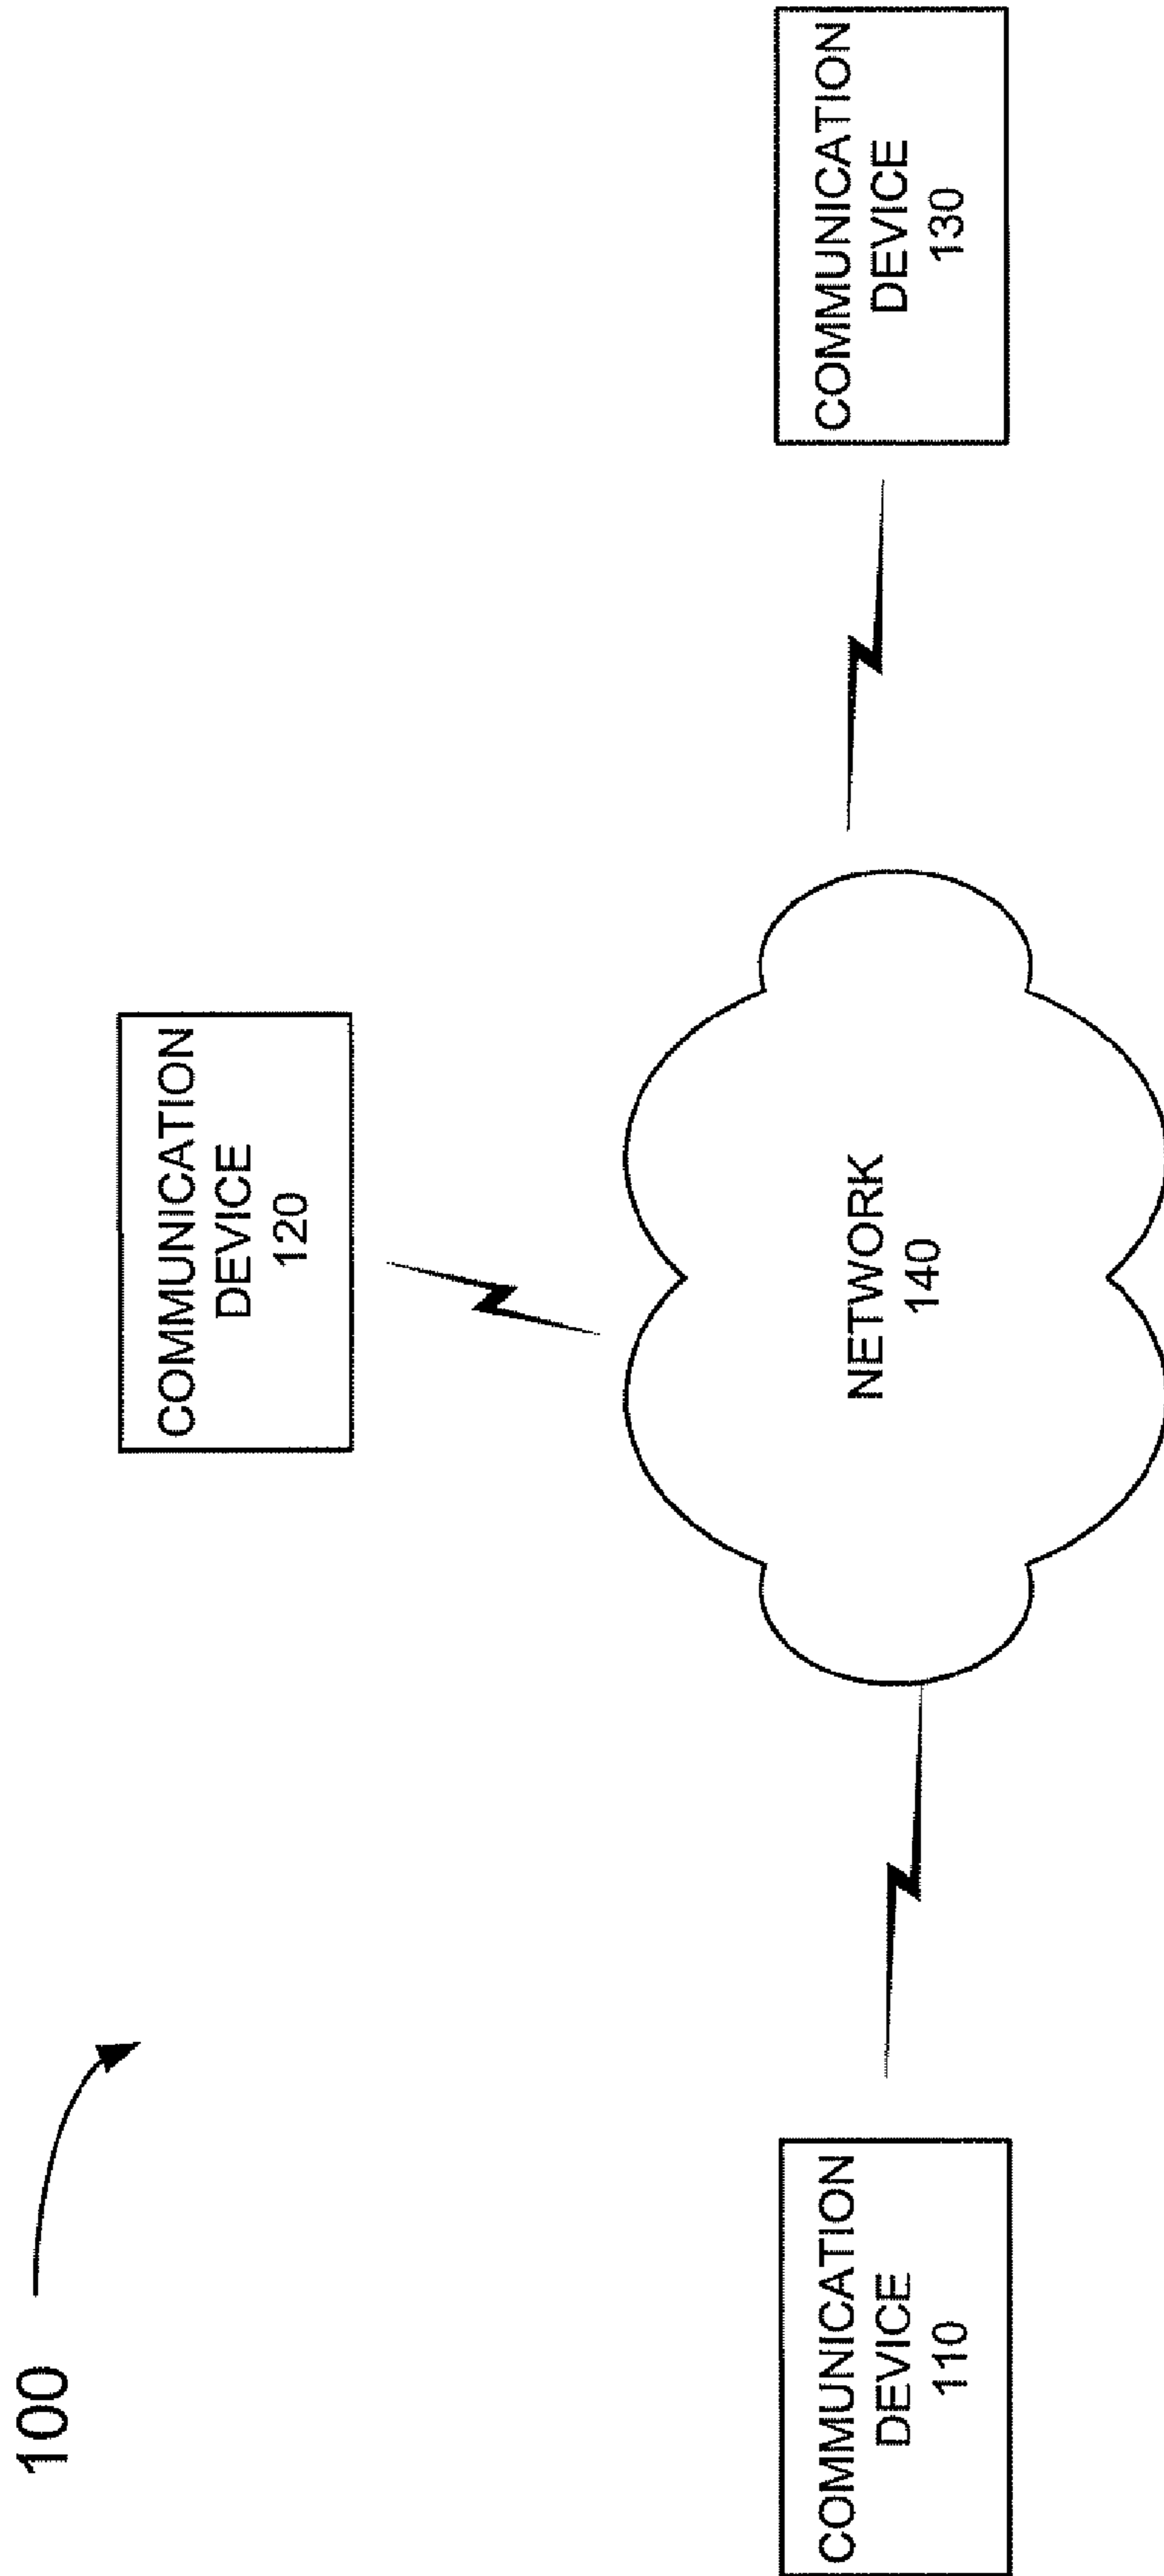 100
COMMUNICATION
DEVICE
120
COMMUNICATION
DEVICE
110
NETWORK
140
COMMUNICATION
DEVICE
130